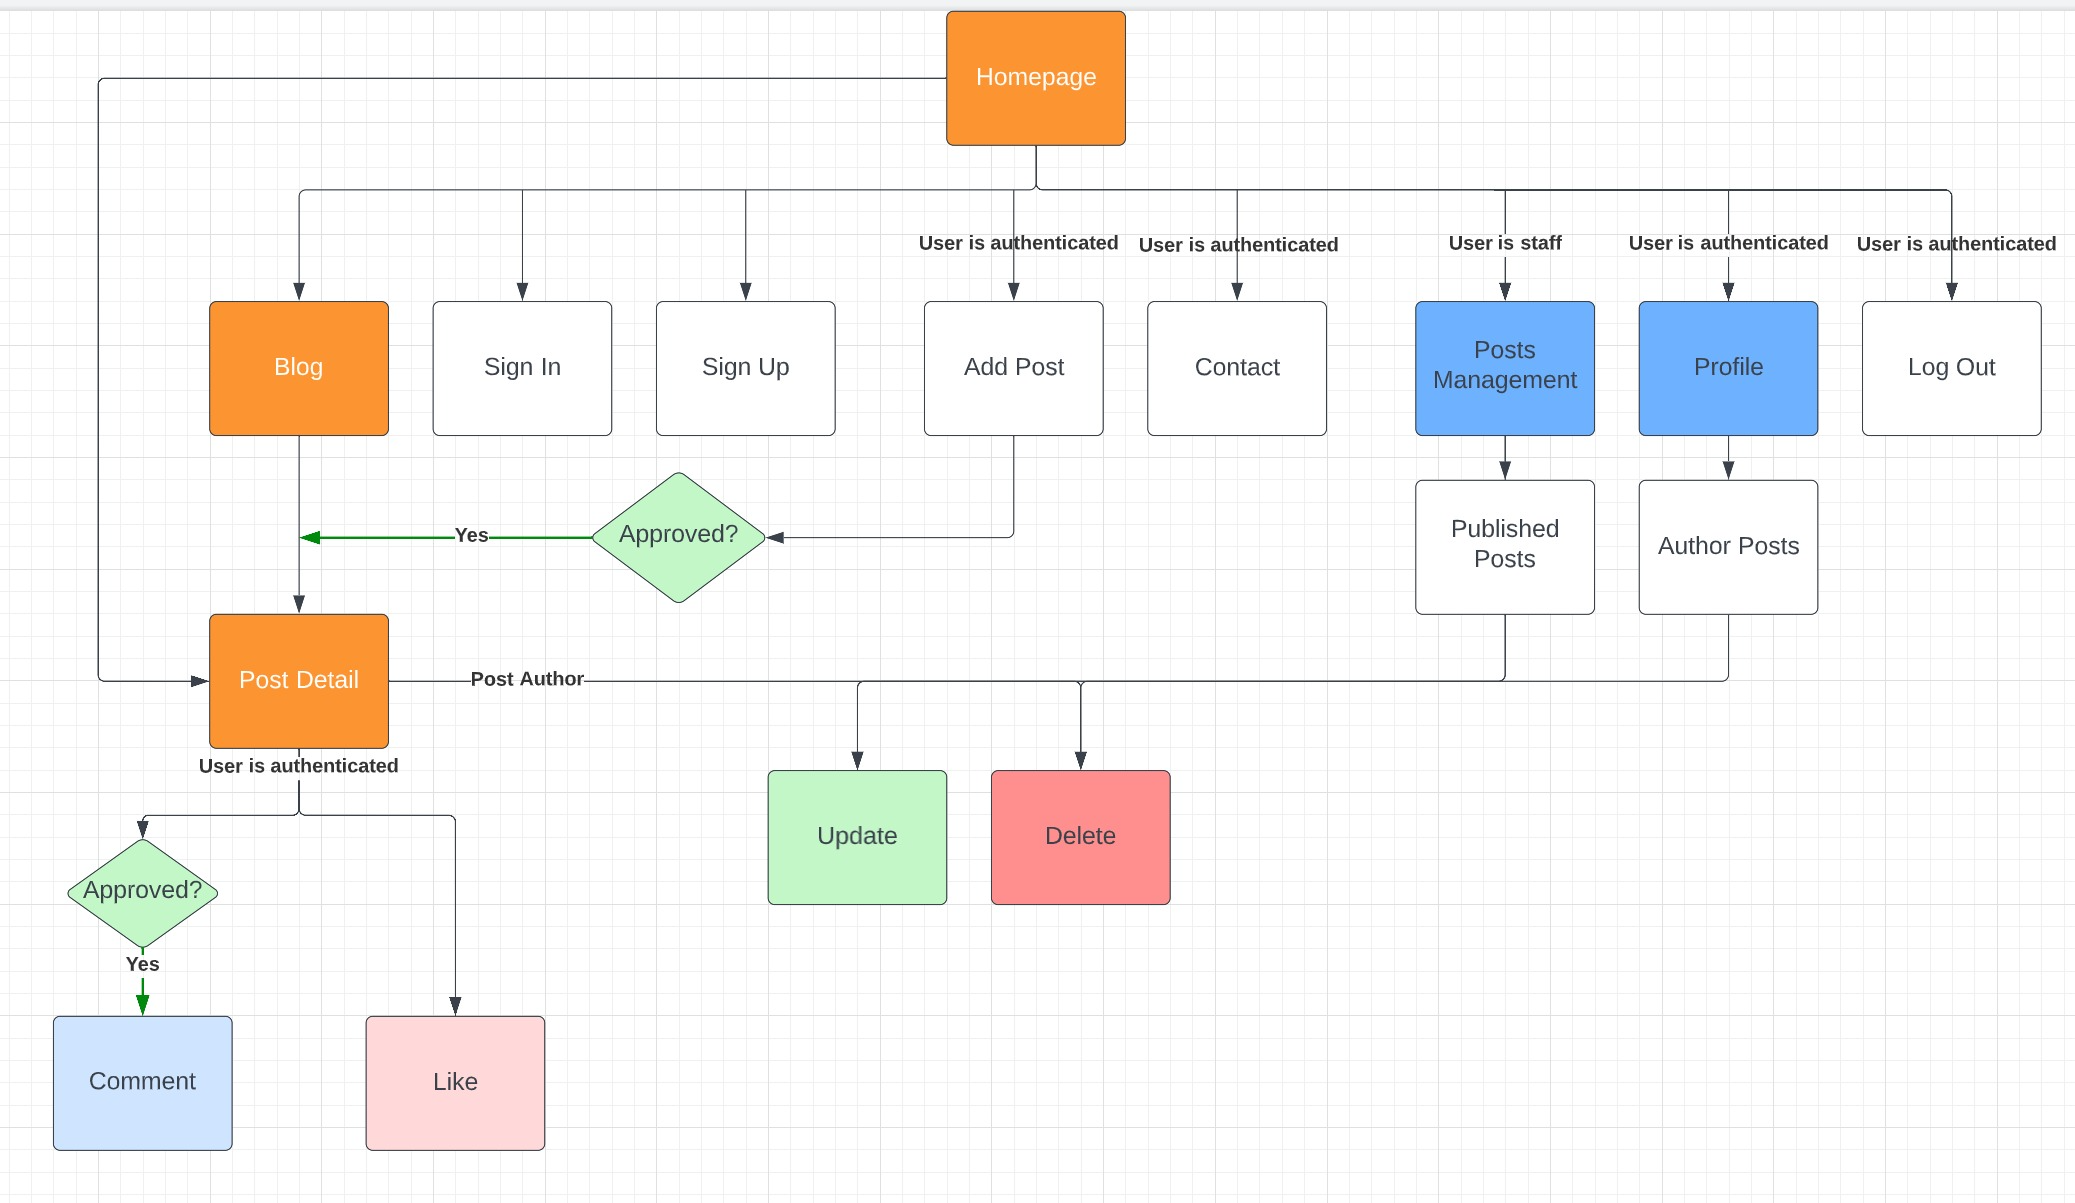 Homepage
User is authenticated
User is authenticated
User is staff
User is authenticated
User is authenticated
Blog
Sign In
Sign Up
Add Post
Contact
Posts
Management
Profile
Log Out
Yes
Approved?
Published
Posts
Author Posts
Post Detail
Post Author
User is authenticated
Update
Delete
Approved?
Yes
Comment
Like